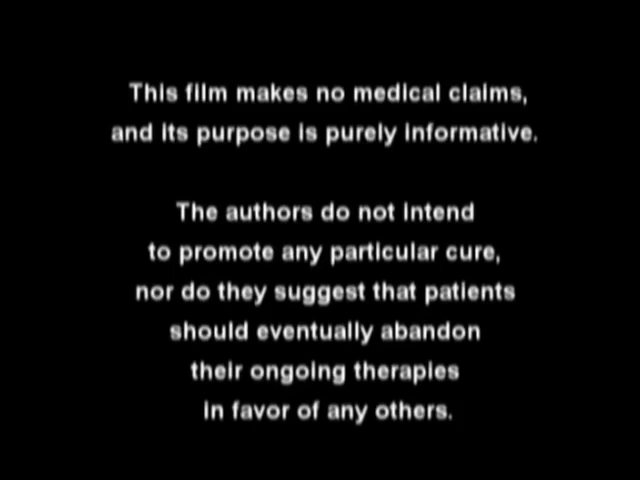 This film makes no medical claims,
and its purpose is purely informative.
The authors do not intend
to promote any particular cure,
nor do they suggest that patients
should eventually abandon
their ongoing therapies
in favor of any others.